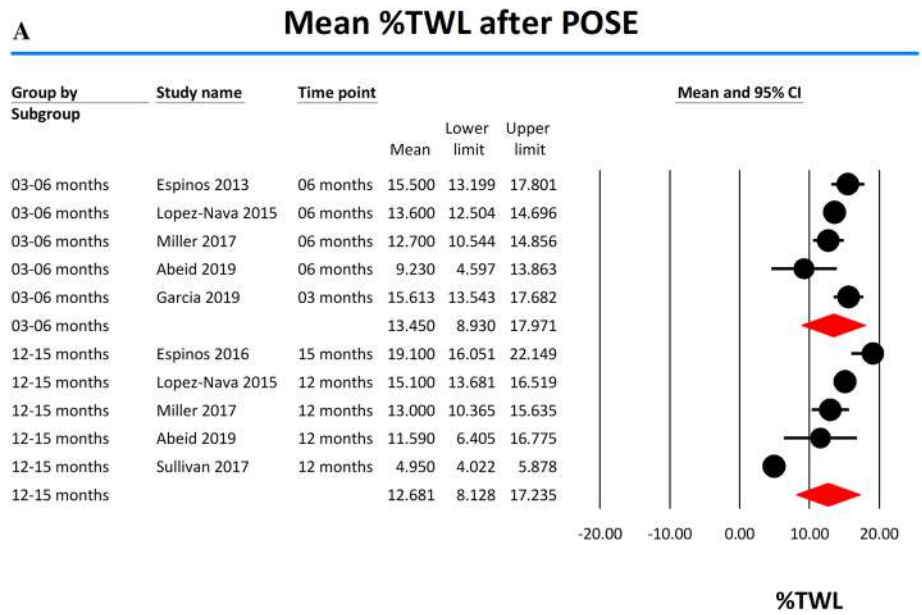 A
Mean %TWL after POSE
Group by Study name Time point Mean and 95% CI
Subgroup
Lower Upper
Mean limit limit
03-06 months Espinos 2013 06 months 15.500 13.199 17.801
03-06 months Lopez-Nava 2015 06 months 13.600 12.504 14.696
03-06 months Miller 2017 06 months 12.700 10.544 14.856
03-06 months Abeid 2019 06 months 9.230 4.597 13.863
03-06 months Garcia 2019 03 months 15.613 13.543 17.682
03-06 months 13.450 8.930 17.971
12-15 months Espinos 2016 15 months 19.100 16.051 22.149
12-15 months Lopez-Nava 2015 12 months 15.100 13.681 16.519
12-15 months Miller 2017 12 months 13.000 10.365 15.635
12-15 months Abeid 2019 12 months 11.590 6.405 16.775
12-15 months Sullivan 2017 12 months 4.950 4.022 5.878
12-15 months 12.681 8.128 17.235
-20.00 -10.00 0.00 10.00 20.00
%TWL